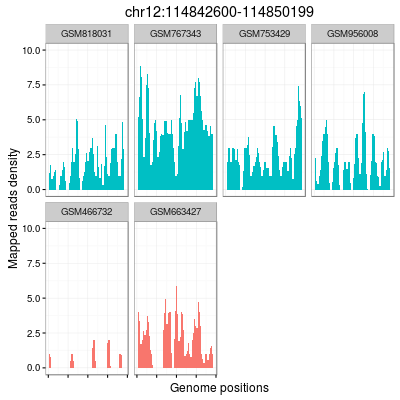 chr12:114842600-114850199
GSM818031 GSM767343 GSM753429 GSM956008
10.0
7.5
5.0
2.5
0.0
GSM466732 GSM663427
10.0
7.5
5.0
2.5
0.0
Mapped reads density
Genome positions